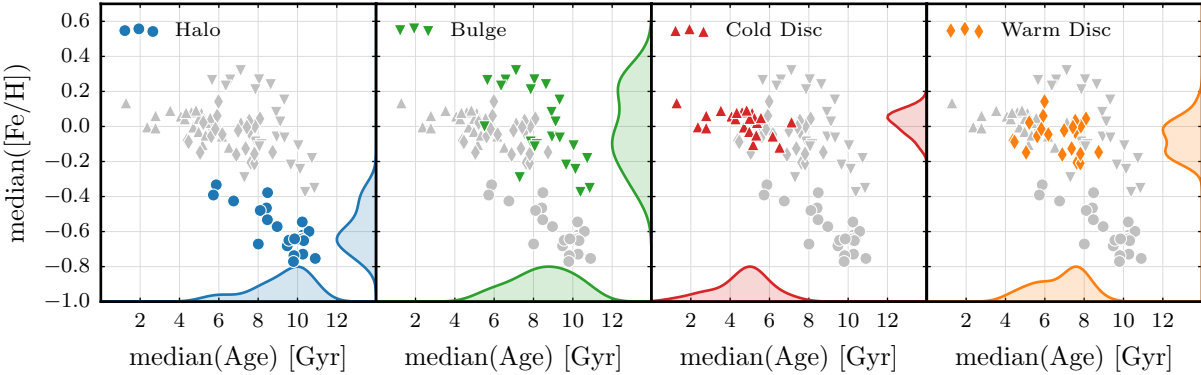 Halo
Bulge
Cold Disc
Warm Disc
median([Fe/H])
0.6
0.4
0.2
0.0
−0.2
−0.4
−0.6
−0.8
−1.0
2 4 6 8 10 12
2 4 6 8 10 12
2 4 6 8 10 12
2 4 6 8 10 12
median(Age) [Gyr]
median(Age) [Gyr]
median(Age) [Gyr]
median(Age) [Gyr]